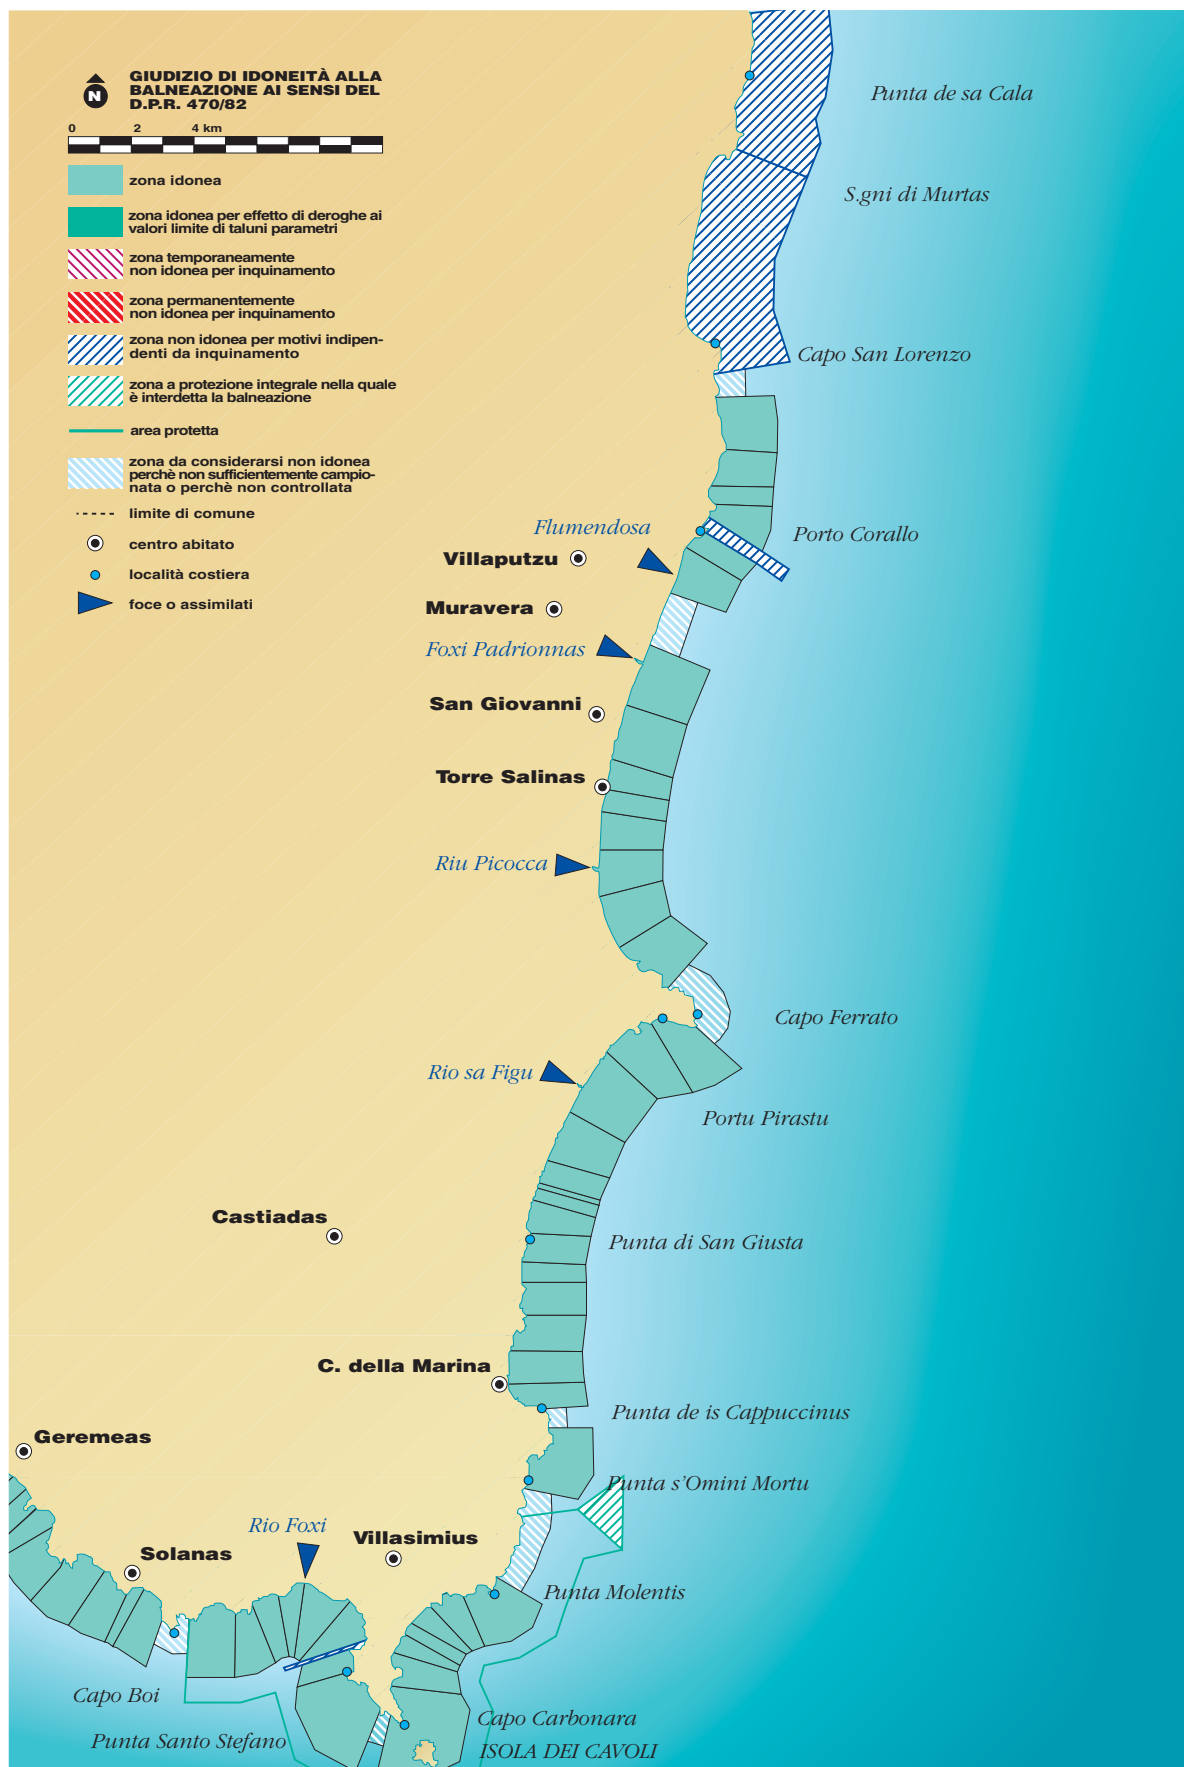 GIUDIZIO DI IDONEITÀ ALLA
BALNEAZIONE AI SENSI DEL
D.P.R. 470/82
N
0 2 4 km
zona idonea
zona idonea per effetto di deroghe ai
valori limite di taluni parametri
zona temporaneamente
non idonea per inquinamento
zona permanentemente
non idonea per inquinamento
zona non idonea per motivi indipen-
denti da inquinamento
zona a protezione integrale nella quale
è interdetta la balneazione
area protetta
zona da considerarsi non idonea
perchè non sufficientemente campio-
nata o perchè non controllata
limite di comune
centro abitato
località costiera
foce o assimilati
Punta de sa Cala
S.gni di Murtas
Capo San Lorenzo
Flumendosa
Porto Corallo
Villaputzu
Muravera
Foxi Padrionnas
San Giovanni
Torre Salinas
Riu Picocca
Capo Ferrato
Rio sa Figu
Portu Pirastu
Castiadas
Punta di San Giusta
C. della Marina
Punta de is Cappuccinus
Geremeas
Punta s'Omini Mortu
Rio Foxi
Villasimius
Solanas
Punta Molentis
Capo Boi
Capo Carbonara
Punta Santo Stefano
ISOLA DEI CAVOLI